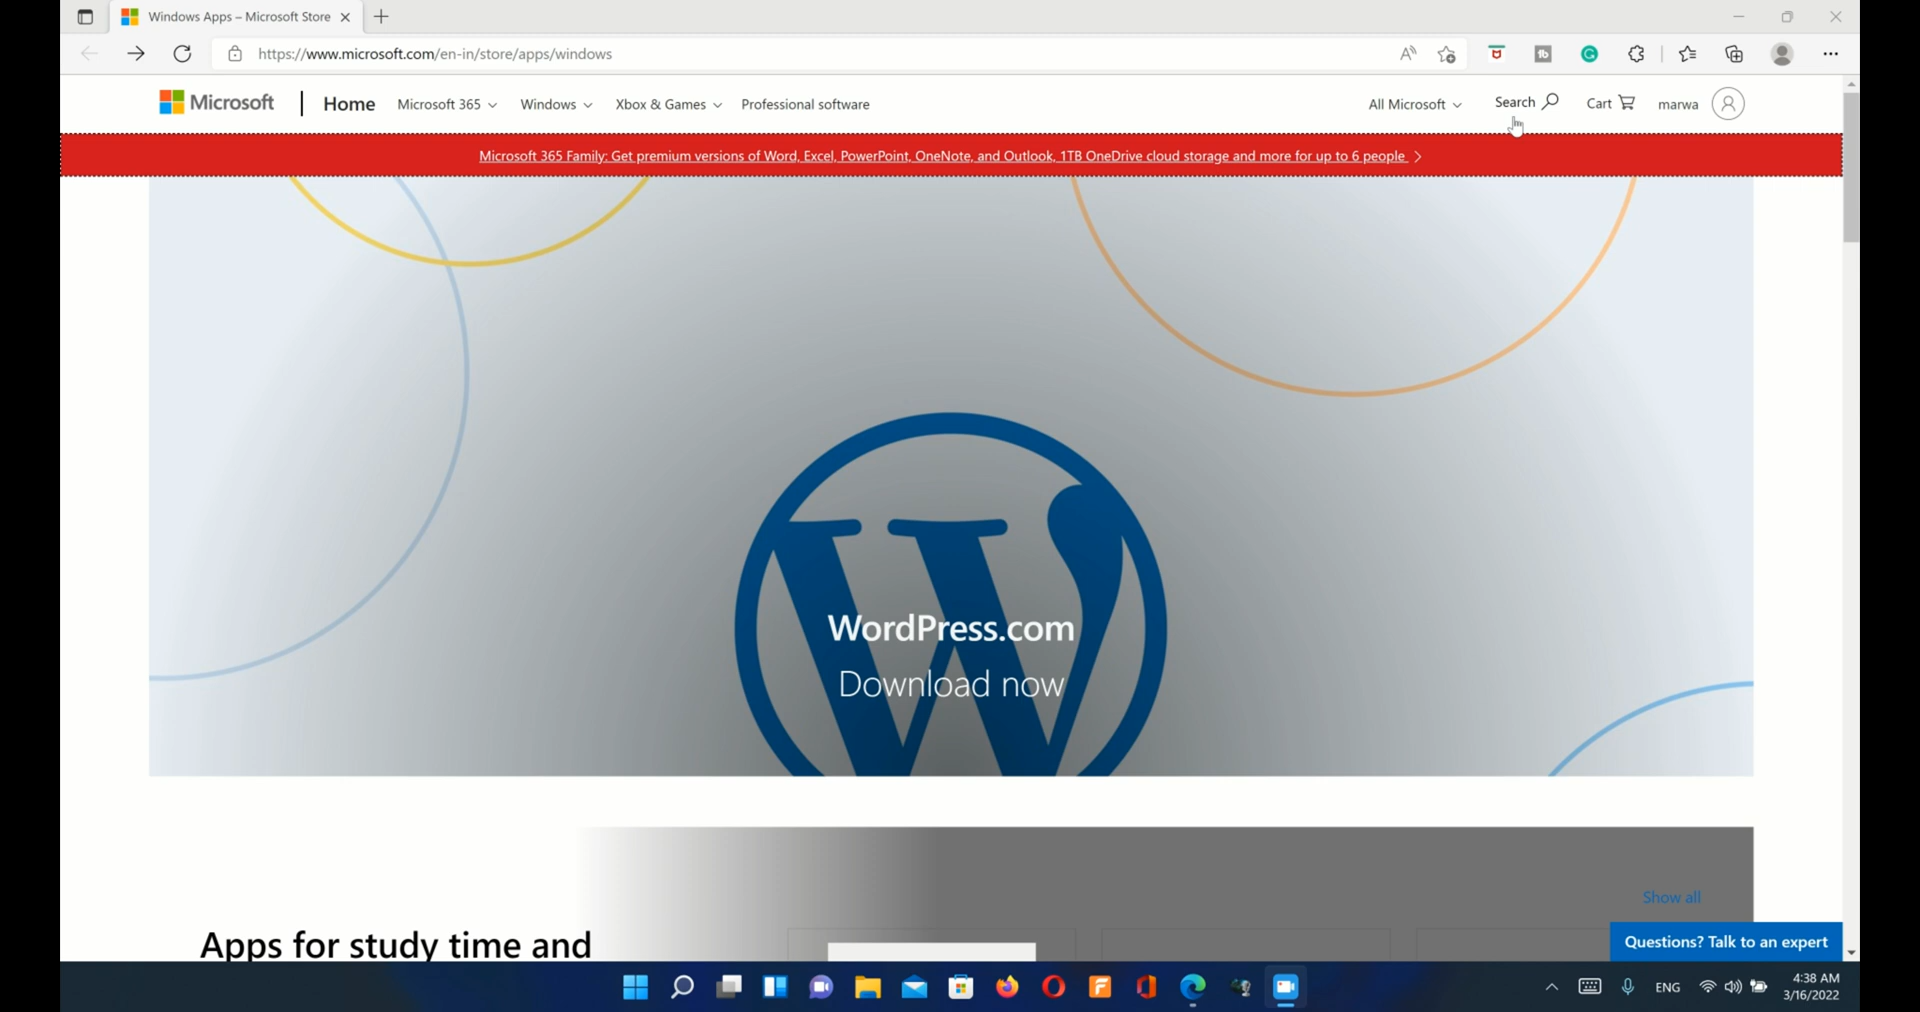 Windows Apps – Microsoft Store
https://www.microsoft.com/en-in/store/apps/windows
Microsoft Home Microsoft 365 Windows Xbox & Games Professional software All Microsoft Search Cart marwa
Microsoft 365 Family: Get premium versions of Word, Excel, PowerPoint, OneNote, and Outlook, 1TB OneDrive cloud storage and more for up to 6 people
WordPress.com
Download now
Show all
Apps for study time and
Questions? Talk to an expert
ENG
4:38 AM
3/16/2022